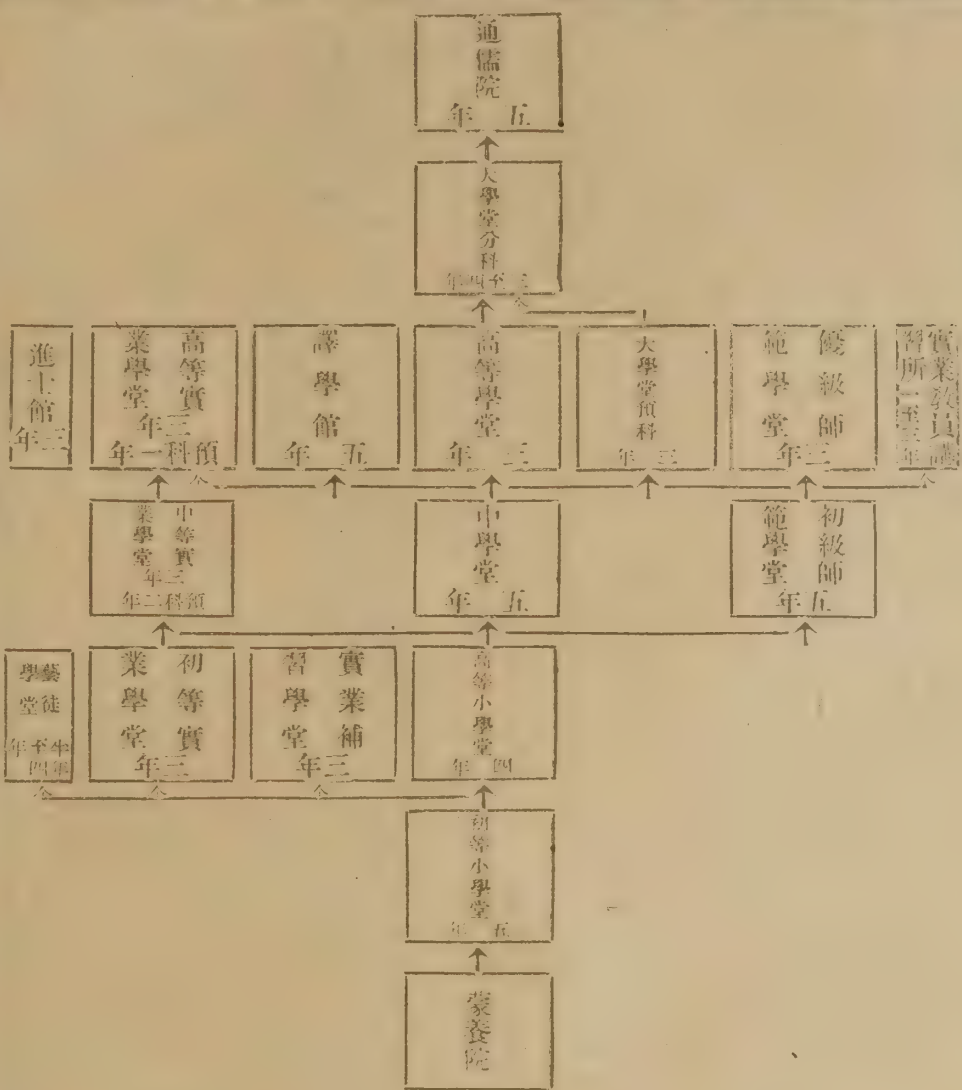 通儒院
五年
大學堂分科
三至四年
實業教員講
習所一至三年
優級師
範學堂
三年
大學堂預科
三年
高等學堂
三年
譯學館
五年
高等實
業學堂
三年
預科一年
進士館
三年
初級師
範學堂
五年
中學堂
五年
中等實
業學堂
三年
預科二年
高等小學堂
四年
實業補
習學堂
三年
初等實
業學堂
三年
藝徒
學堂
半年至四年
初等小學堂
五年
蒙養院